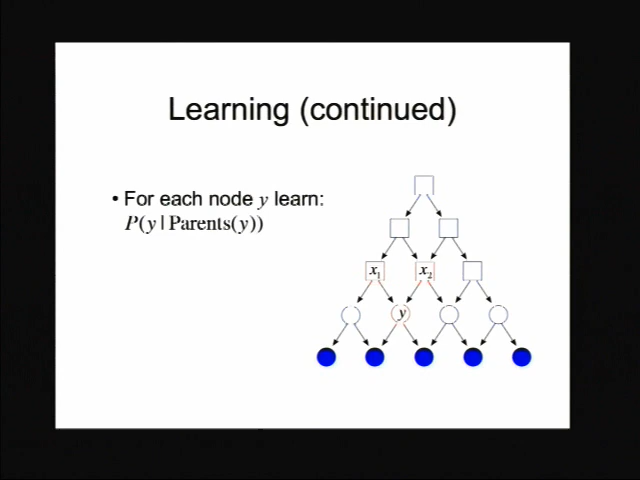 Learning (continued)
• For each node y learn:
P(y | Parents(y))
x₁ x₂
y